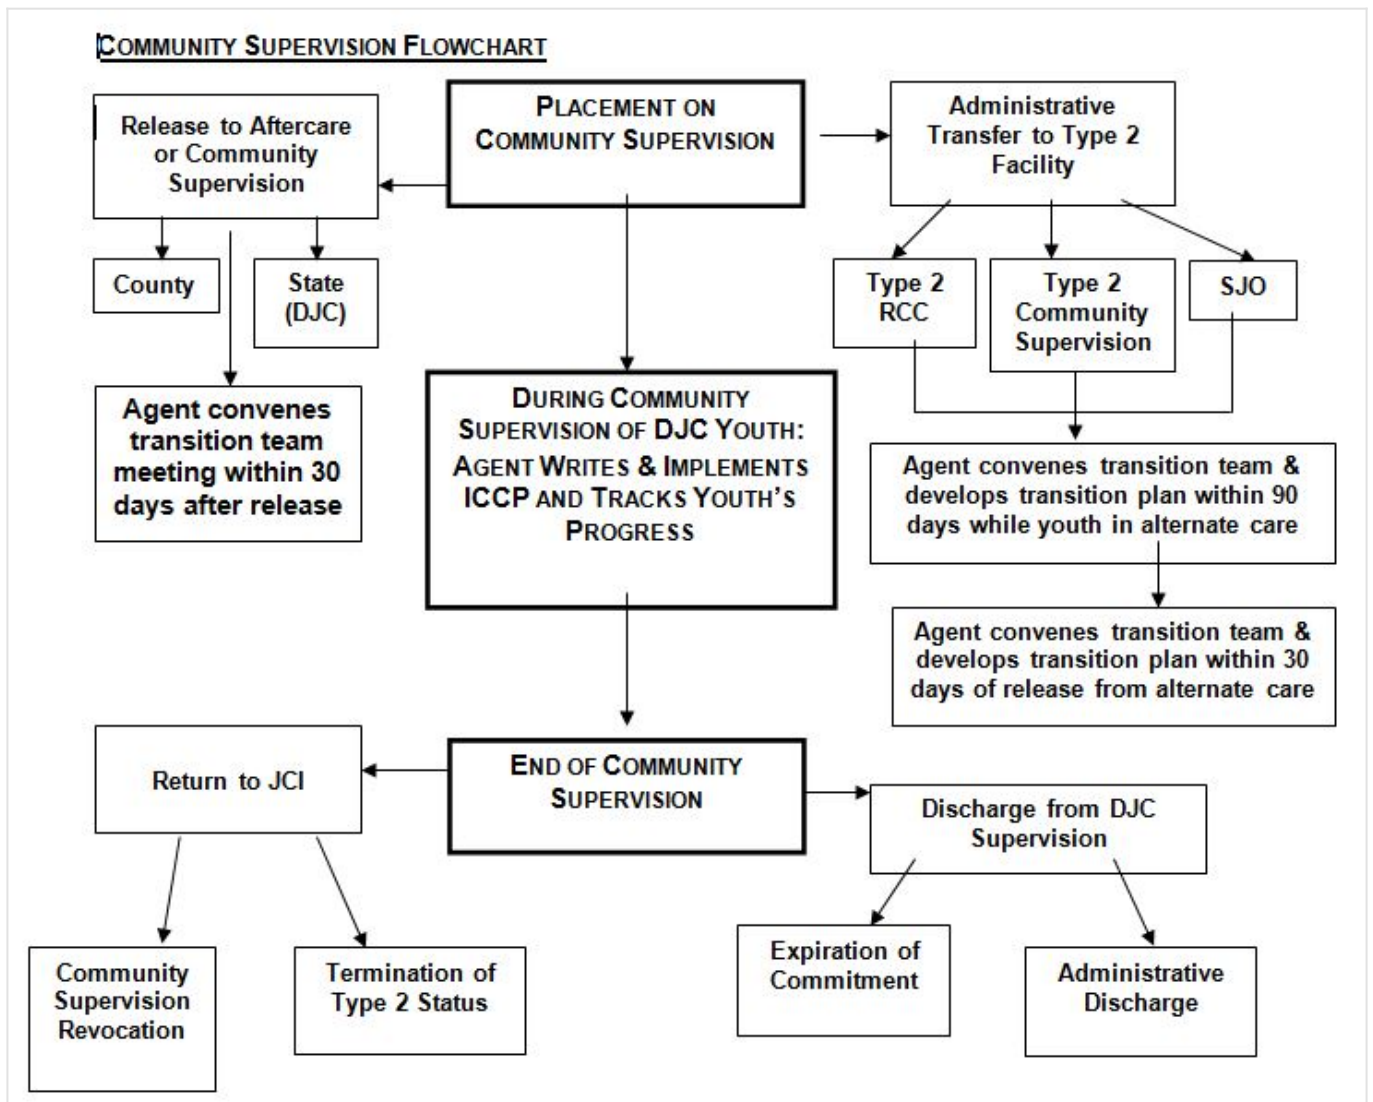 COMMUNITY SUPERVISION FLOWCHART
Release to Aftercare
or Community
Supervision
PLACEMENT ON
COMMUNITY SUPERVISION
Administrative
Transfer to Type 2
Facility
County
State
(DJC)
Type 2
RCC
Type 2
Community
Supervision
SJO
Agent convenes
transition team
meeting within 30
days after release
DURING COMMUNITY
SUPERVISION OF DJC YOUTH:
AGENT WRITES & IMPLEMENTS
ICCP AND TRACKS YOUTH'S
PROGRESS
Agent convenes transition team &
develops transition plan within 90
days while youth in alternate care
Agent convenes transition team &
develops transition plan within 30
days of release from alternate care
Return to JCI
END OF COMMUNITY
SUPERVISION
Discharge from DJC
Supervision
Community
Supervision
Revocation
Termination of
Type 2 Status
Expiration of
Commitment
Administrative
Discharge